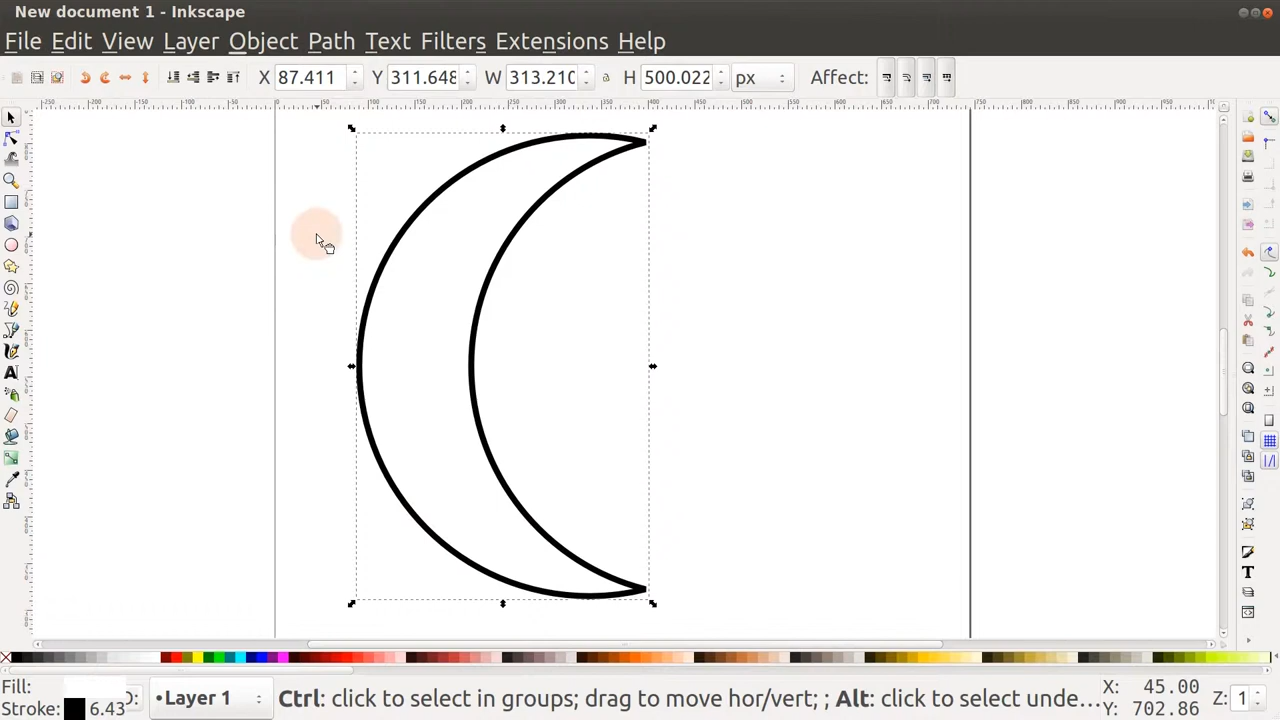 New document 1 - Inkscape
File Edit View Layer Object Path Text Filters Extensions Help
X 87.411 Y 311.648 W 313.210 H 500.022 px Affect:
Fill:
Stroke: 6.43 O: •Layer 1 Ctrl: click to select in groups; drag to move hor/vert; ; Alt: click to select unde... X: 45.00 Y: 702.86 Z: 1